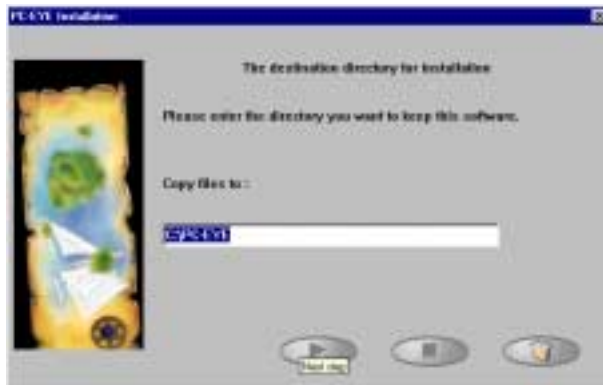 PC-EYE Installation
The destination directory for installation
Please enter the directory you want to keep this software.
Copy files to :
C:\PC-EYE
Next step